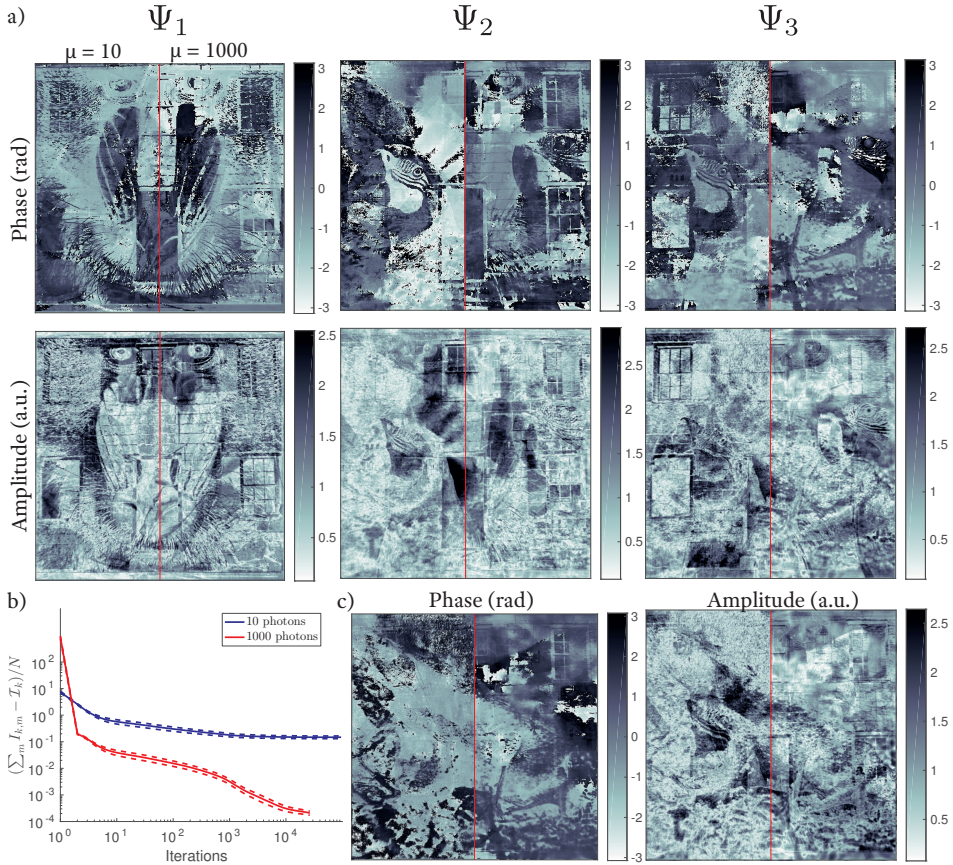 a)
Ψ1 Ψ2 Ψ3
μ = 10 μ = 1000
Phase (rad)
3 2 1 0 -1 -2 -3
3 2 1 0 -1 -2 -3
3 2 1 0 -1 -2 -3
Amplitude (a.u.)
2.5 2 1.5 1 0.5
2.5 2 1.5 1 0.5
2.5 2 1.5 1 0.5
b)
10 photons
1000 photons
(∑m Ik,m − ℐk)/N
10^2
10^1
10^0
10^-1
10^-2
10^-3
10^-4
10^0 10^1 10^2 10^3 10^4
Iterations
c)
Phase (rad) Amplitude (a.u.)
3 2 1 0 -1 -2 -3
2.5 2 1.5 1 0.5